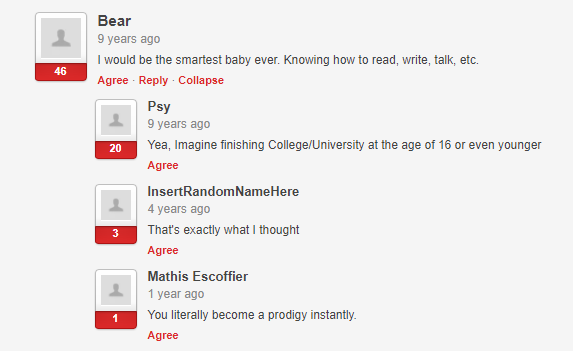 Bear
9 years ago
I would be the smartest baby ever. Knowing how to read, write, talk, etc.
46
Agree · Reply · Collapse
Psy
9 years ago
Yea, Imagine finishing College/University at the age of 16 or even younger
20
Agree
InsertRandomNameHere
4 years ago
That's exactly what I thought
3
Agree
Mathis Escoffier
1 year ago
You literally become a prodigy instantly.
1
Agree